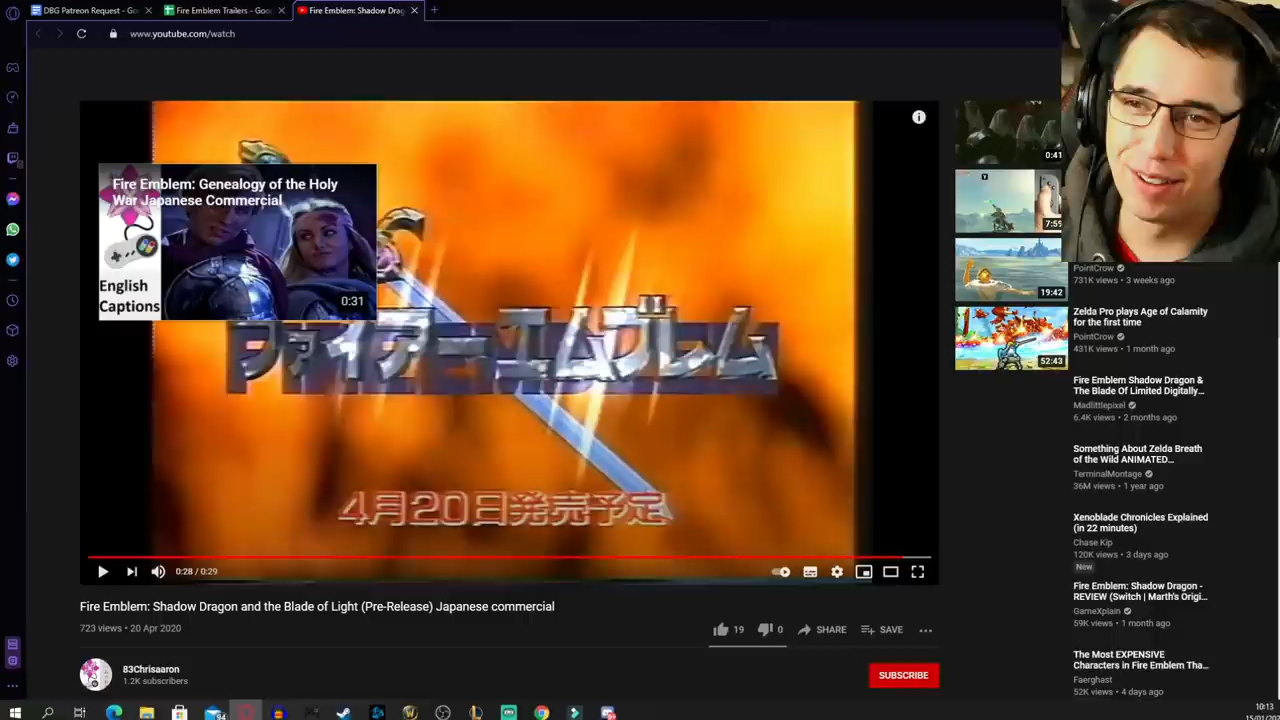 DBG Patreon Request - Go
Fire Emblem Trailers - Goo
Fire Emblem: Shadow Drag
www.youtube.com/watch
Fire Emblem: Genealogy of the Holy
War Japanese Commercial
English
Captions
0:31
ファイアーエムブレム
4月20日発売予定
0:28 / 0:29
Fire Emblem: Shadow Dragon and the Blade of Light (Pre-Release) Japanese commercial
723 views • 20 Apr 2020
19
0
SHARE
SAVE
83Chrisaaron
1.2K subscribers
SUBSCRIBE
0:41
7:59
PointCrow
731K views • 3 weeks ago
19:42
Zelda Pro plays Age of Calamity
for the first time
PointCrow
431K views • 1 month ago
52:43
Fire Emblem Shadow Dragon &
The Blade Of Limited Digitally...
Madlittlepixel
6.4K views • 2 months ago
Something About Zelda Breath
of the Wild ANIMATED...
TerminalMontage
36M views • 1 year ago
Xenoblade Chronicles Explained
(in 22 minutes)
Chase Kip
120K views • 3 days ago
New
Fire Emblem: Shadow Dragon -
REVIEW (Switch | Marth's Origi...
GameXplain
59K views • 1 month ago
The Most EXPENSIVE
Characters in Fire Emblem Tha...
Faerghast
52K views • 4 days ago
94
10:13
15/01/202